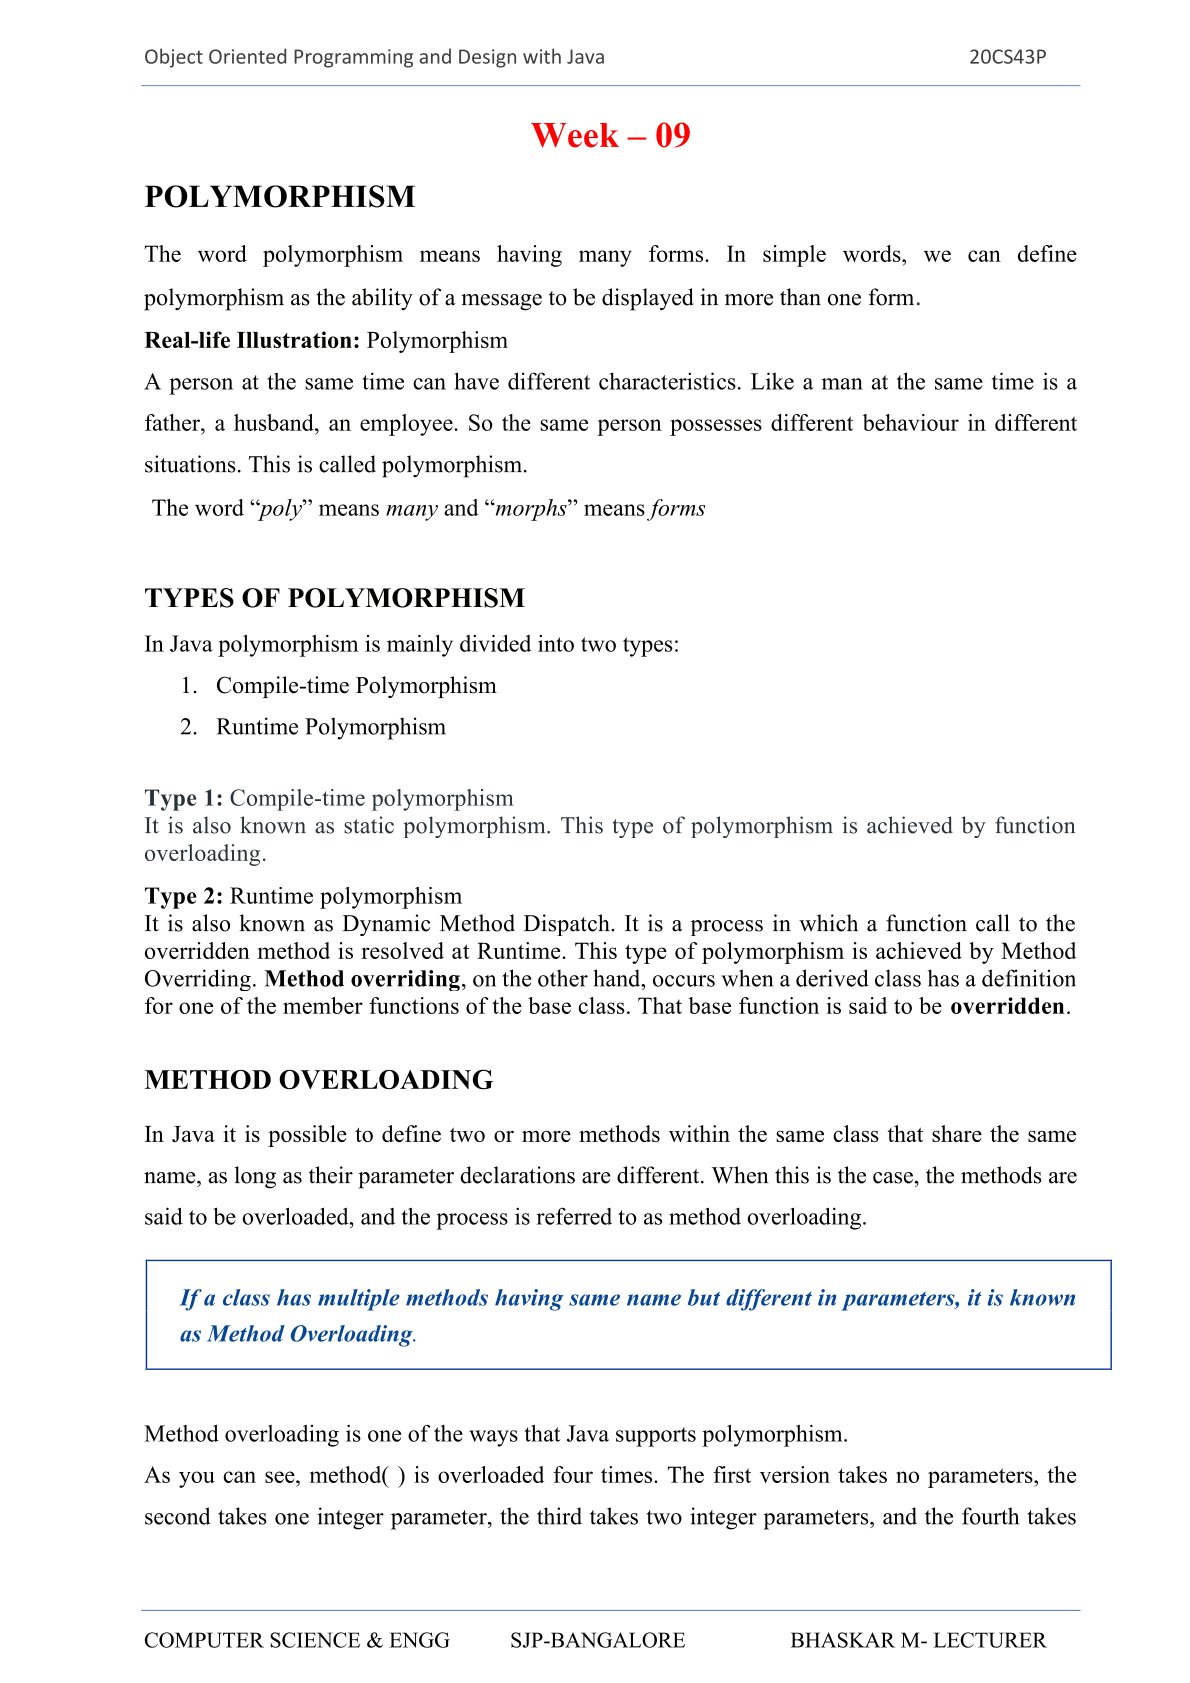 Object Oriented Programming and Design with Java 20CS43P
Week – 09
POLYMORPHISM
The word polymorphism means having many forms. In simple words, we can define
polymorphism as the ability of a message to be displayed in more than one form.
Real-life Illustration: Polymorphism
A person at the same time can have different characteristics. Like a man at the same time is a
father, a husband, an employee. So the same person possesses different behaviour in different
situations. This is called polymorphism.
The word “poly” means many and “morphs” means forms
TYPES OF POLYMORPHISM
In Java polymorphism is mainly divided into two types:
1. Compile-time Polymorphism
2. Runtime Polymorphism
Type 1: Compile-time polymorphism
It is also known as static polymorphism. This type of polymorphism is achieved by function
overloading.
Type 2: Runtime polymorphism
It is also known as Dynamic Method Dispatch. It is a process in which a function call to the
overridden method is resolved at Runtime. This type of polymorphism is achieved by Method
Overriding. Method overriding, on the other hand, occurs when a derived class has a definition
for one of the member functions of the base class. That base function is said to be overridden.
METHOD OVERLOADING
In Java it is possible to define two or more methods within the same class that share the same
name, as long as their parameter declarations are different. When this is the case, the methods are
said to be overloaded, and the process is referred to as method overloading.
If a class has multiple methods having same name but different in parameters, it is known
as Method Overloading.
Method overloading is one of the ways that Java supports polymorphism.
As you can see, method( ) is overloaded four times. The first version takes no parameters, the
second takes one integer parameter, the third takes two integer parameters, and the fourth takes
COMPUTER SCIENCE & ENGG SJP-BANGALORE BHASKAR M- LECTURER